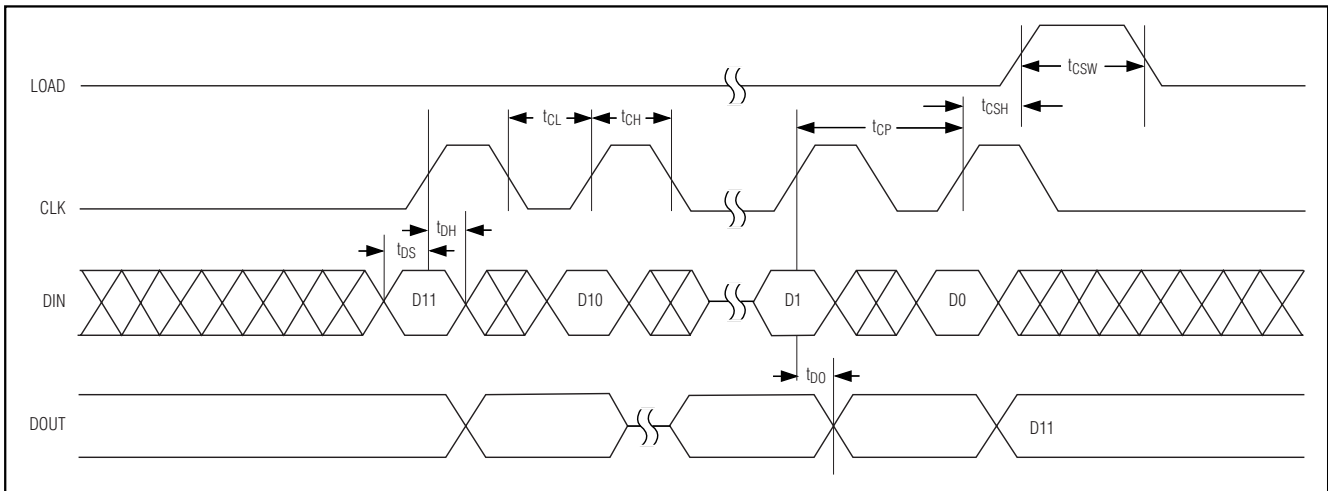 LOAD
tCSW
tCSH
tCL
tCH
tCP
CLK
tDH
tDS
DIN
D11
D10
D1
D0
tDO
DOUT
D11